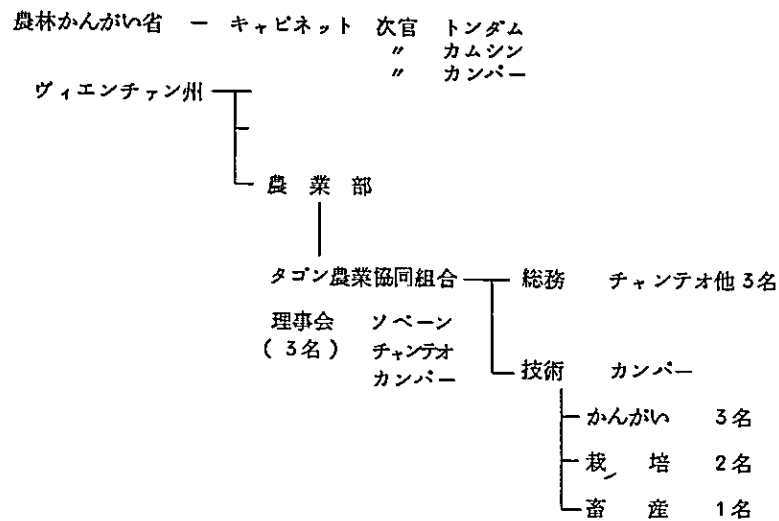 農林かんがい省 － キャビネット 次官 トンダム
〃 カムシン
〃 カンパー
ヴィエンチャン州
農業部
タゴン農業協同組合 総務 チャンテオ他3名
理事会 ソペーン
（3名） チャンテオ
カンパー
技術 カンパー
かんがい 3名
栽培 2名
畜産 1名